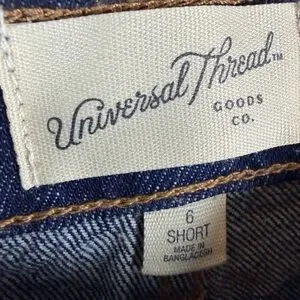 Universal Thread™
GOODS
CO.
6
SHORT
MADE IN
BANGLADESH